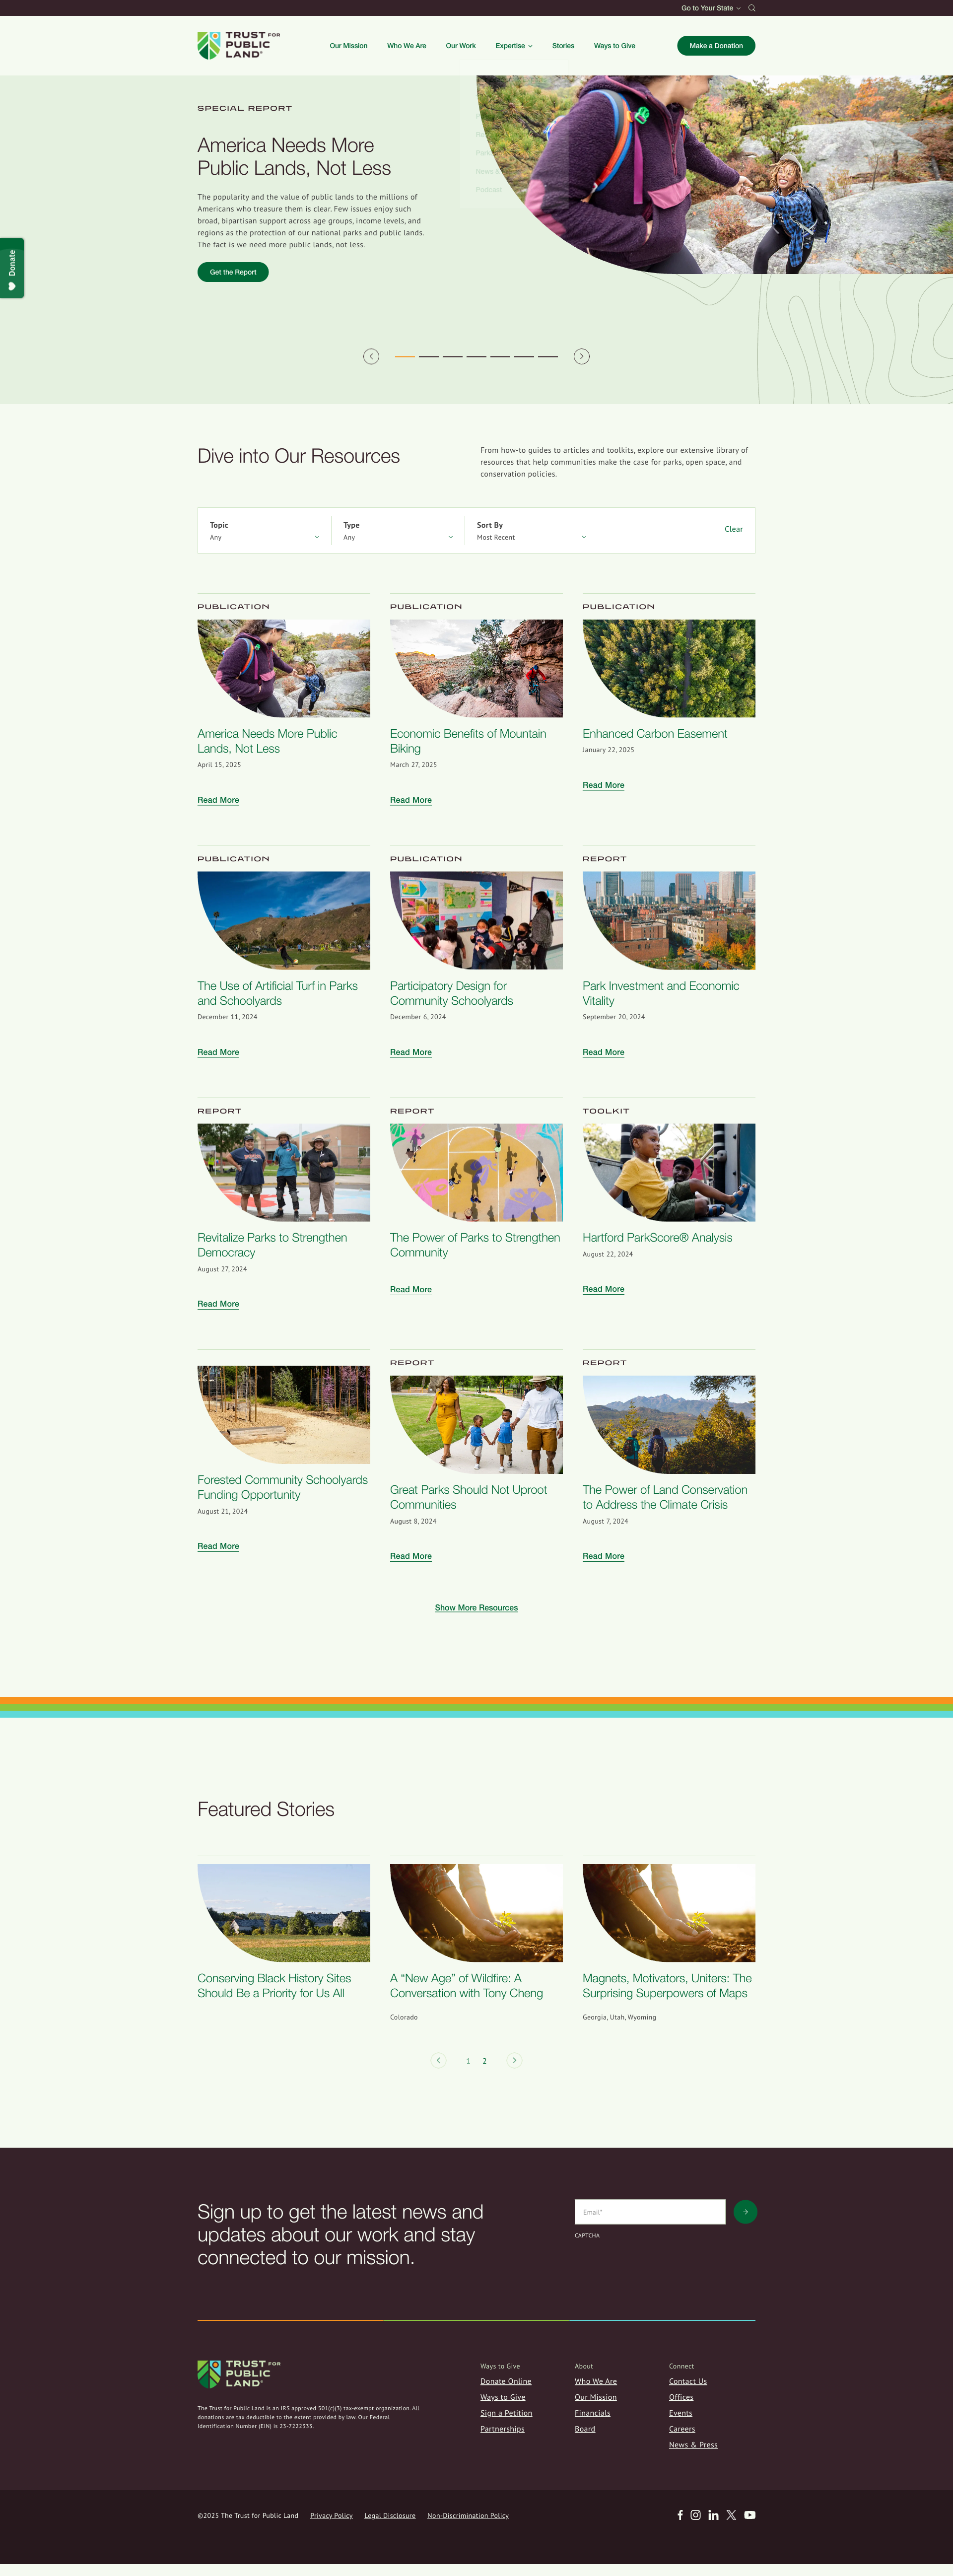 Go to Your State
TRUST FOR
PUBLIC
LAND®
Our Mission
Who We Are
Our Work
Expertise
Stories
Ways to Give
Make a Donation
SPECIAL REPORT
America Needs More
Public Lands, Not Less
The popularity and the value of public lands to the millions of
Americans who treasure them is clear. Few issues enjoy such
broad, bipartisan support across age groups, income levels, and
regions as the protection of our national parks and public lands.
The fact is we need more public lands, not less.
Get the Report
Podcast
Donate
Dive into Our Resources
From how-to guides to articles and toolkits, explore our extensive library of
resources that help communities make the case for parks, open space, and
conservation policies.
Topic
Any
Type
Any
Sort By
Most Recent
Clear
PUBLICATION
America Needs More Public
Lands, Not Less
April 15, 2025
Read More
PUBLICATION
Economic Benefits of Mountain
Biking
March 27, 2025
Read More
PUBLICATION
Enhanced Carbon Easement
January 22, 2025
Read More
PUBLICATION
The Use of Artificial Turf in Parks
and Schoolyards
December 11, 2024
Read More
PUBLICATION
Participatory Design for
Community Schoolyards
December 6, 2024
Read More
REPORT
Park Investment and Economic
Vitality
September 20, 2024
Read More
REPORT
Revitalize Parks to Strengthen
Democracy
August 27, 2024
Read More
REPORT
The Power of Parks to Strengthen
Community
Read More
TOOLKIT
Hartford ParkScore® Analysis
August 22, 2024
Read More
Forested Community Schoolyards
Funding Opportunity
August 21, 2024
Read More
REPORT
Great Parks Should Not Uproot
Communities
August 8, 2024
Read More
REPORT
The Power of Land Conservation
to Address the Climate Crisis
August 7, 2024
Read More
Show More Resources
Featured Stories
Conserving Black History Sites
Should Be a Priority for Us All
A “New Age” of Wildfire: A
Conversation with Tony Cheng
Colorado
Magnets, Motivators, Uniters: The
Surprising Superpowers of Maps
Georgia, Utah, Wyoming
1 2
Sign up to get the latest news and
updates about our work and stay
connected to our mission.
Email*
CAPTCHA
TRUST FOR
PUBLIC
LAND®
The Trust for Public Land is an IRS approved 501(c)(3) tax-exempt organization. All
donations are tax deductible to the extent provided by law. Our Federal
Identification Number (EIN) is 23-7222333.
Ways to Give
Donate Online
Ways to Give
Sign a Petition
Partnerships
About
Who We Are
Our Mission
Financials
Board
Connect
Contact Us
Offices
Events
Careers
News & Press
©2025 The Trust for Public Land
Privacy Policy
Legal Disclosure
Non-Discrimination Policy